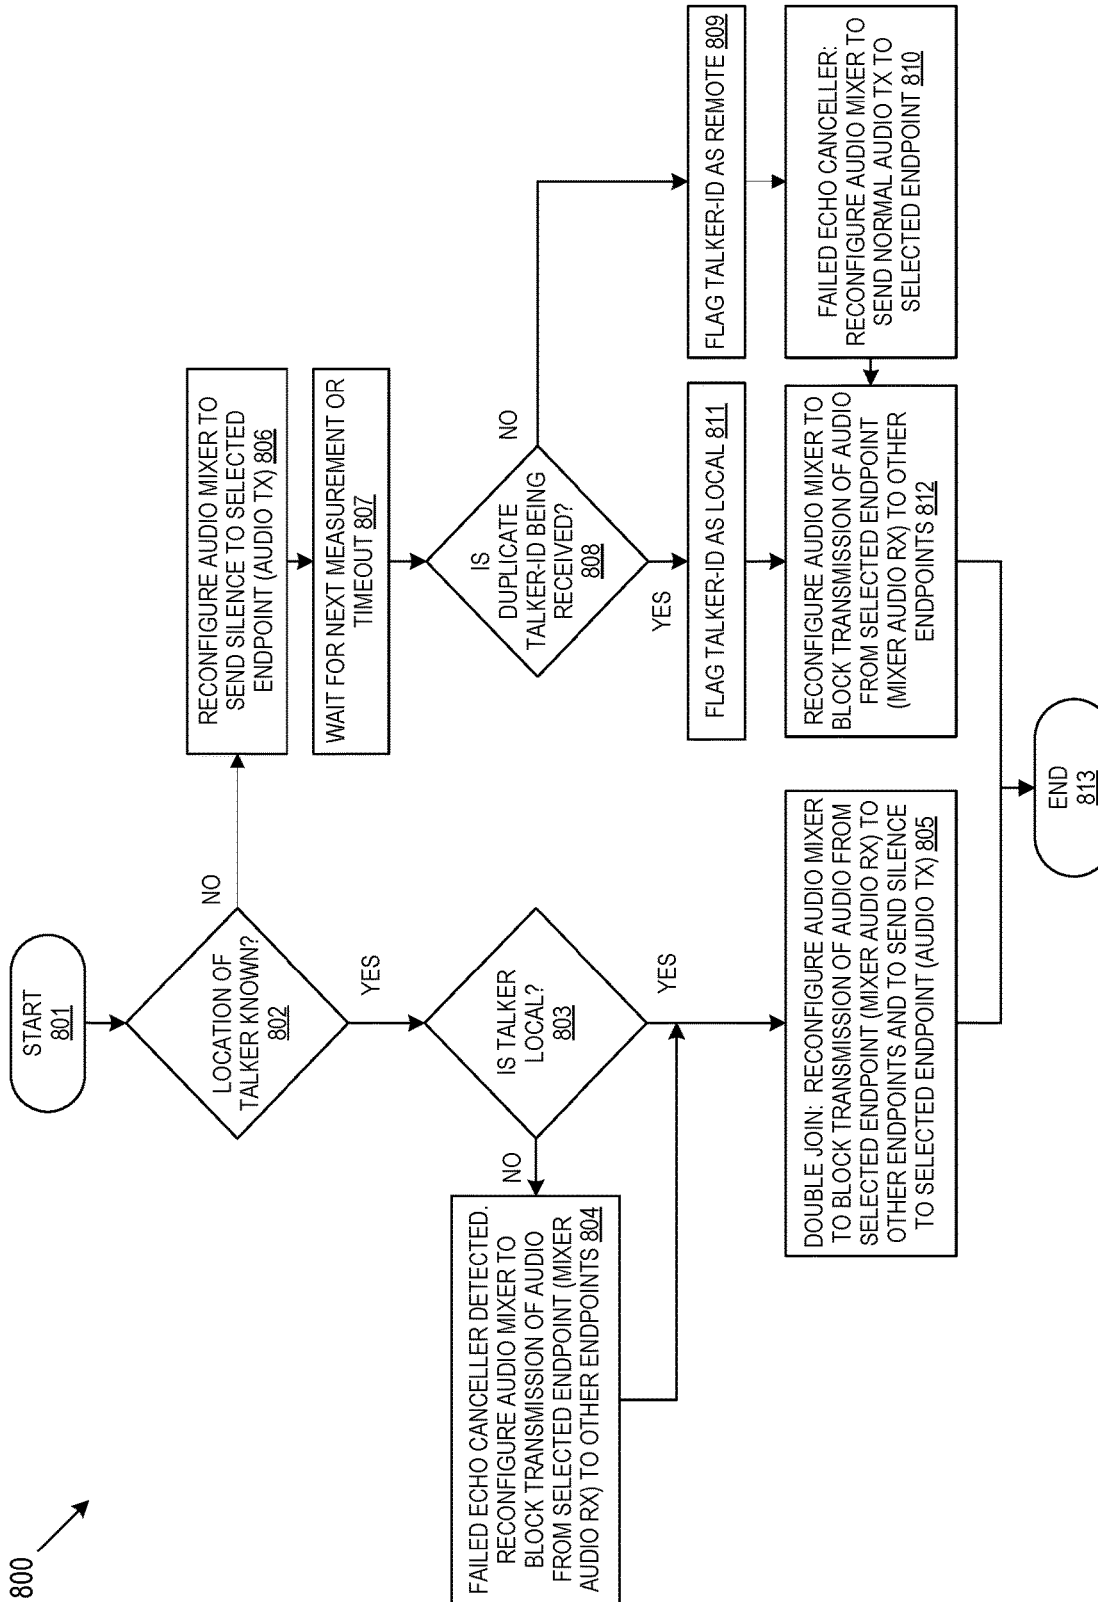 800
START
801
LOCATION OF
TALKER KNOWN?
802
NO
YES
IS TALKER
LOCAL?
803
NO
YES
FAILED ECHO CANCELLER DETECTED.
RECONFIGURE AUDIO MIXER TO
BLOCK TRANSMISSION OF AUDIO
FROM SELECTED ENDPOINT (MIXER
AUDIO RX) TO OTHER ENDPOINTS 804
DOUBLE JOIN: RECONFIGURE AUDIO MIXER
TO BLOCK TRANSMISSION OF AUDIO FROM
SELECTED ENDPOINT (MIXER AUDIO RX) TO
OTHER ENDPOINTS AND TO SEND SILENCE
TO SELECTED ENDPOINT (AUDIO TX) 805
RECONFIGURE AUDIO MIXER TO
SEND SILENCE TO SELECTED
ENDPOINT (AUDIO TX) 806
WAIT FOR NEXT MEASUREMENT OR
TIMEOUT 807
IS
DUPLICATE
TALKER-ID BEING
RECEIVED?
808
NO
YES
FLAG TALKER-ID AS REMOTE 809
FAILED ECHO CANCELLER:
RECONFIGURE AUDIO MIXER TO
SEND NORMAL AUDIO TX TO
SELECTED ENDPOINT 810
FLAG TALKER-ID AS LOCAL 811
RECONFIGURE AUDIO MIXER TO
BLOCK TRANSMISSION OF AUDIO
FROM SELECTED ENDPOINT
(MIXER AUDIO RX) TO OTHER
ENDPOINTS 812
END
813